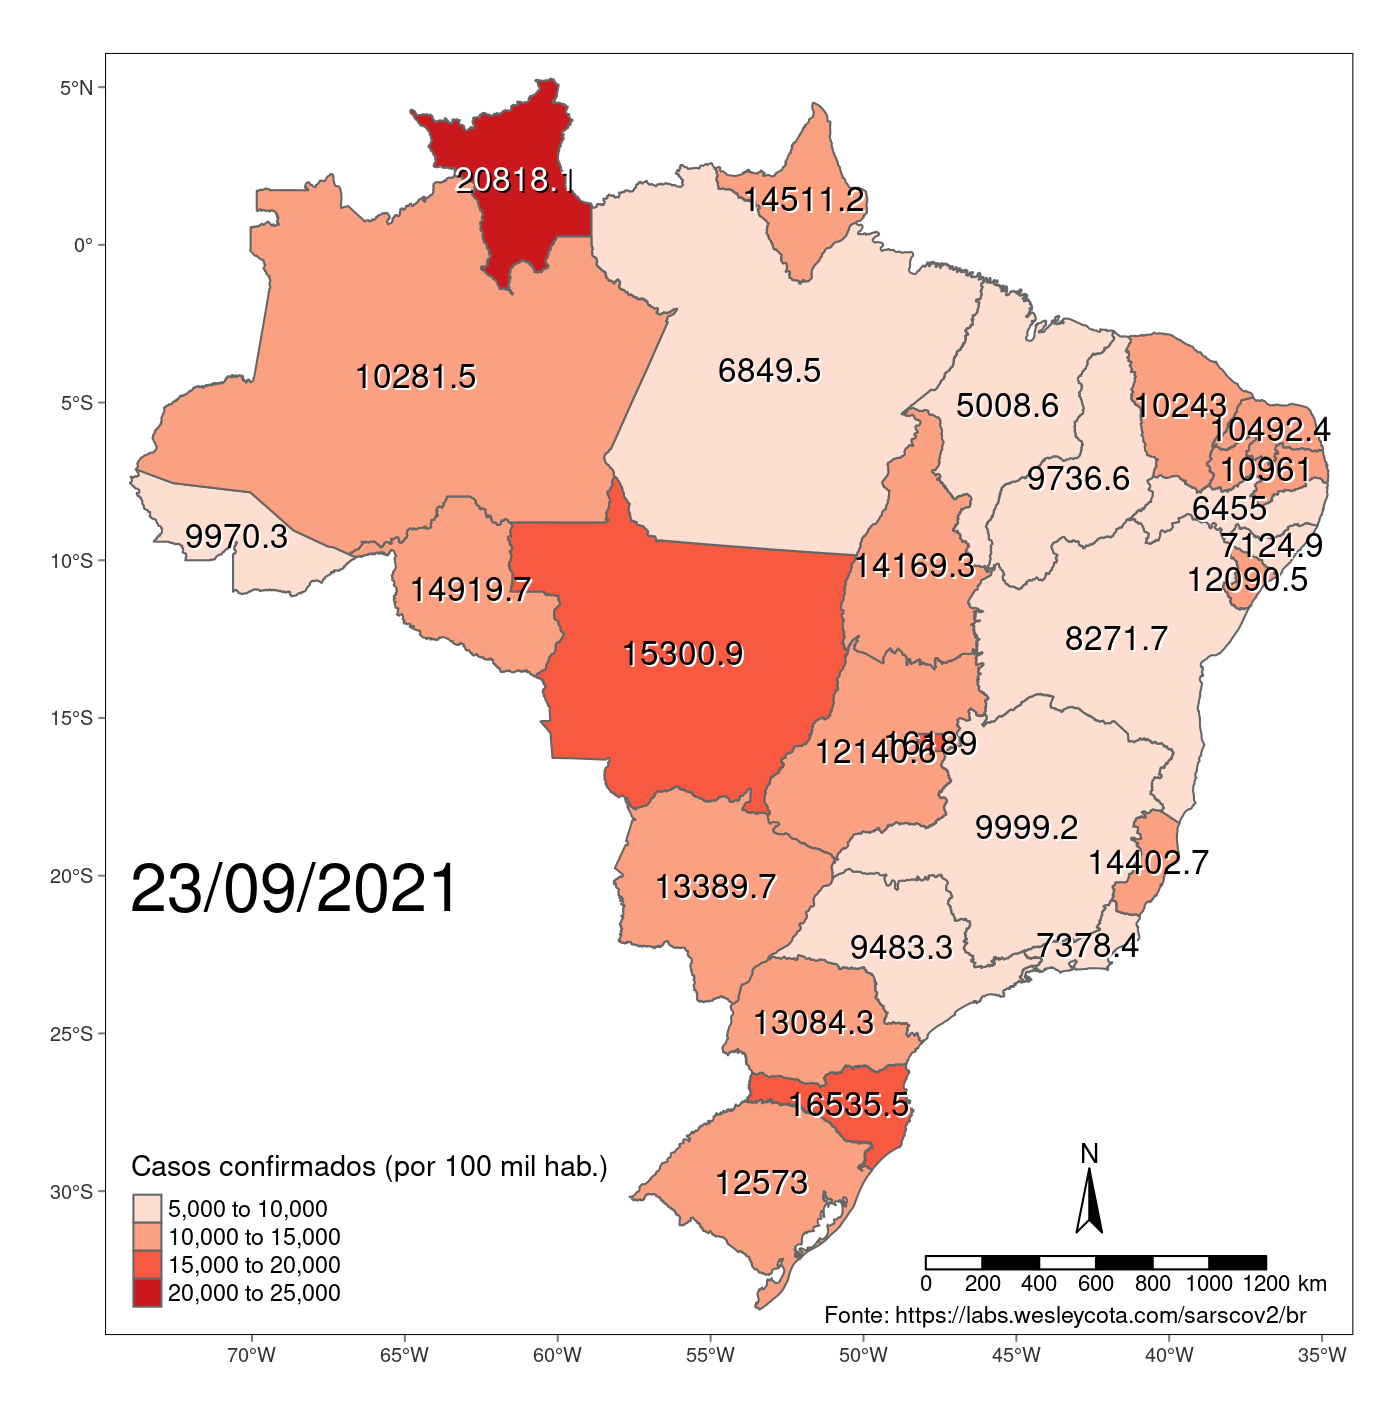 5°N
0°
5°S
10°S
15°S
20°S
25°S
30°S
20818.1
14511.2
10281.5
6849.5
5008.6
10243
10492.4
10961
9736.6
6455
7124.9
12090.5
9970.3
14919.7
14169.3
15300.9
8271.7
12140.6
16189
9999.2
14402.7
13389.7
9483.3
7378.4
13084.3
16535.5
12573
23/09/2021
Casos confirmados (por 100 mil hab.)
5,000 to 10,000
10,000 to 15,000
15,000 to 20,000
20,000 to 25,000
N
0 200 400 600 800 1000 1200 km
Fonte: https://labs.wesleycota.com/sarscov2/br
70°W 65°W 60°W 55°W 50°W 45°W 40°W 35°W